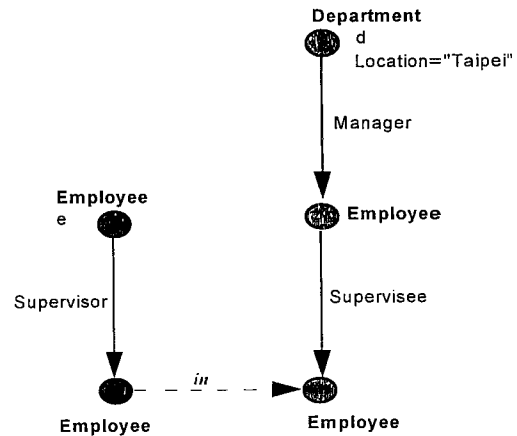 Department
d
Location="Taipei"
Manager
Employee
e
Employee
Supervisor
Supervisee
in
Employee
Employee